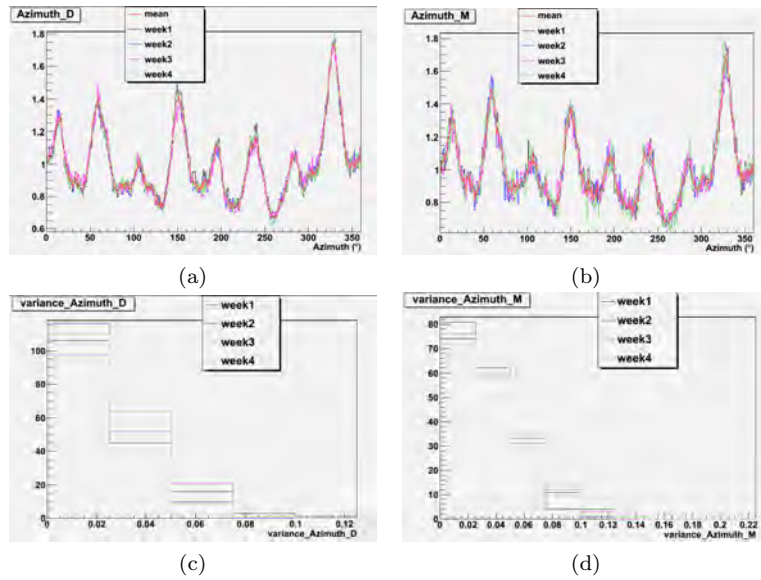 Azimuth_D
mean
week1
week2
week3
week4
1.8
1.6
1.4
1.2
1
0.8
0.6
0 50 100 150 200 250 300 350
Azimuth (°)
(a)
Azimuth_M
mean
week1
week2
week3
week4
1.8
1.6
1.4
1.2
1
0.8
0 50 100 150 200 250 300 350
Azimuth (°)
(b)
variance_Azimuth_D
week1
week2
week3
week4
100
80
60
40
20
0
0 0.02 0.04 0.06 0.08 0.1 0.12
variance_Azimuth_D
(c)
variance_Azimuth_M
week1
week2
week3
week4
80
70
60
50
40
30
20
10
0
0 0.02 0.04 0.06 0.08 0.1 0.12 0.14 0.16 0.18 0.2 0.22
variance_Azimuth_M
(d)